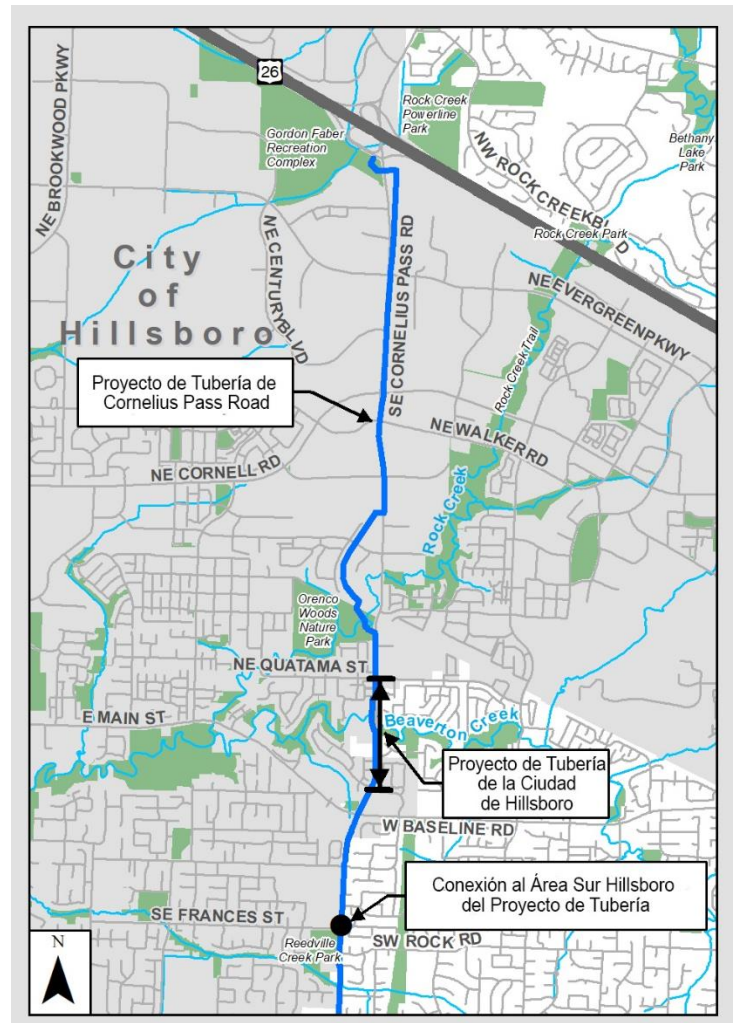 26
Rock Creek
Powerline
Park
Gordon Faber
Recreation
Complex
Bethany
Lake
Park
NE BROOKWOOD PKWY
NW ROCK CREEK BLVD
Rock Creek Park
City
of
Hillsboro
NE CENTURY BLVD
SE CORNELIUS PASS RD
NE EVERGREEN PKWY
Rock Creek Trail
Proyecto de Tubería de
Cornelius Pass Road
NE WALKER RD
NE CORNELL RD
Rock Creek
Orenco
Woods
Nature
Park
NE QUATAMA ST
E MAIN ST
Beaverton Creek
Proyecto de Tubería
de la Ciudad
de Hillsboro
W BASELINE RD
Conexión al Área Sur Hillsboro
del Proyecto de Tubería
SE FRANCES ST
SW ROCK RD
Reedville
Creek Park
N